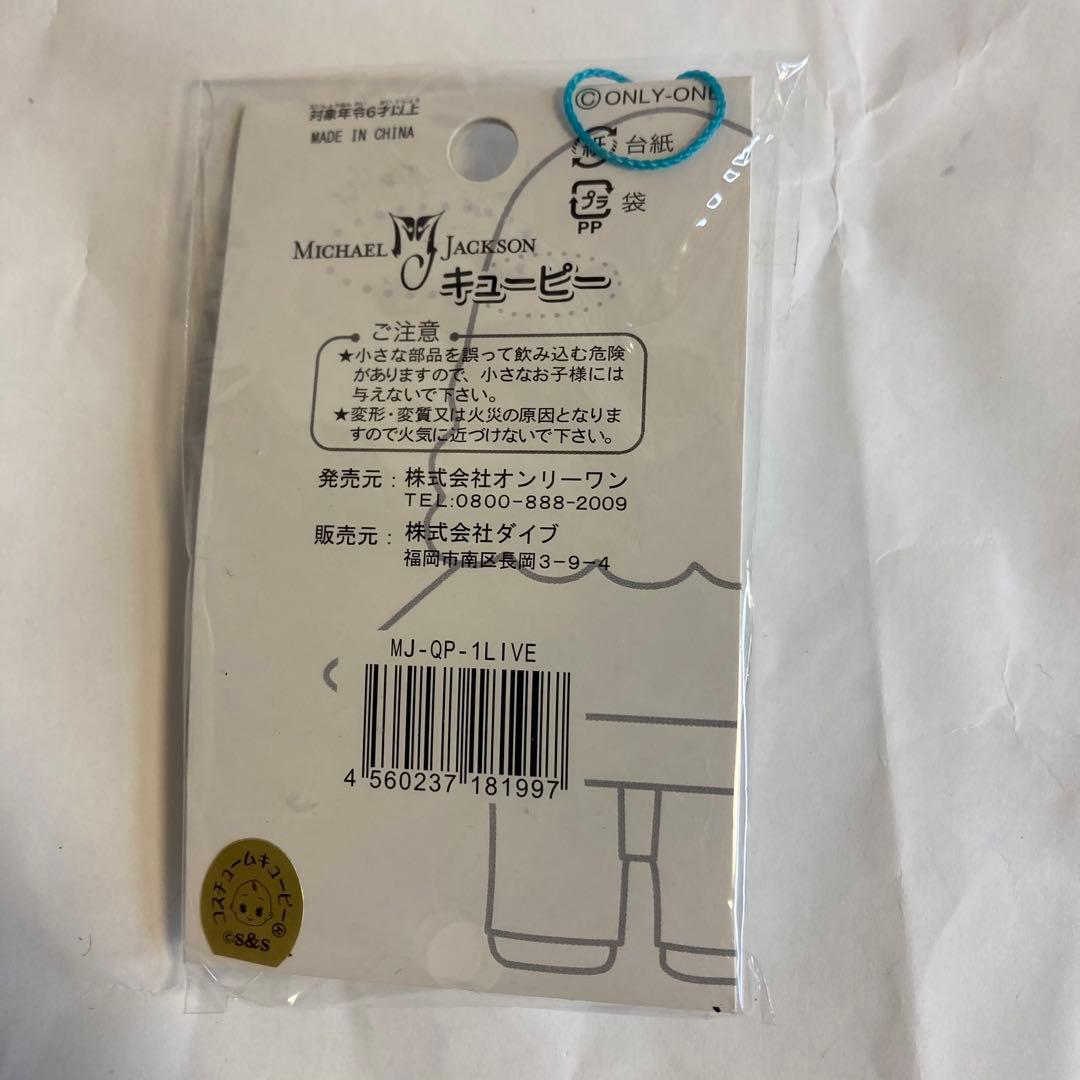 対象年令6才以上
MADE IN CHINA
©ONLY-ONE
紙 台紙
プラ 袋
PP
MICHAEL MJ JACKSON
キューピー
ご注意
★小さな部品を誤って飲み込む危険
がありますので、小さなお子様には
与えないで下さい。
★変形・変質又は火災の原因となりま
すので火気に近づけないで下さい。
発売元：株式会社オンリーワン
TEL:0800-888-2009
販売元：株式会社ダイブ
福岡市南区長岡3-9-4
MJ-QP-1LIVE
4 560237 181997
コスチュームキューピー®
©S&S